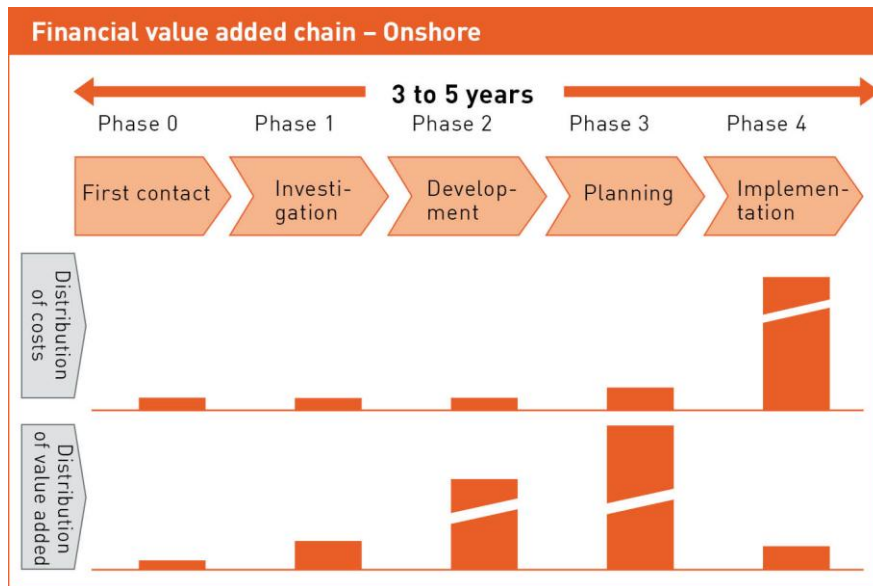 Financial value added chain – Onshore
3 to 5 years
Phase 0
Phase 1
Phase 2
Phase 3
Phase 4
First contact
Investi-
gation
Develop-
ment
Planning
Implemen-
tation
Distribution
of costs
Distribution
of value added